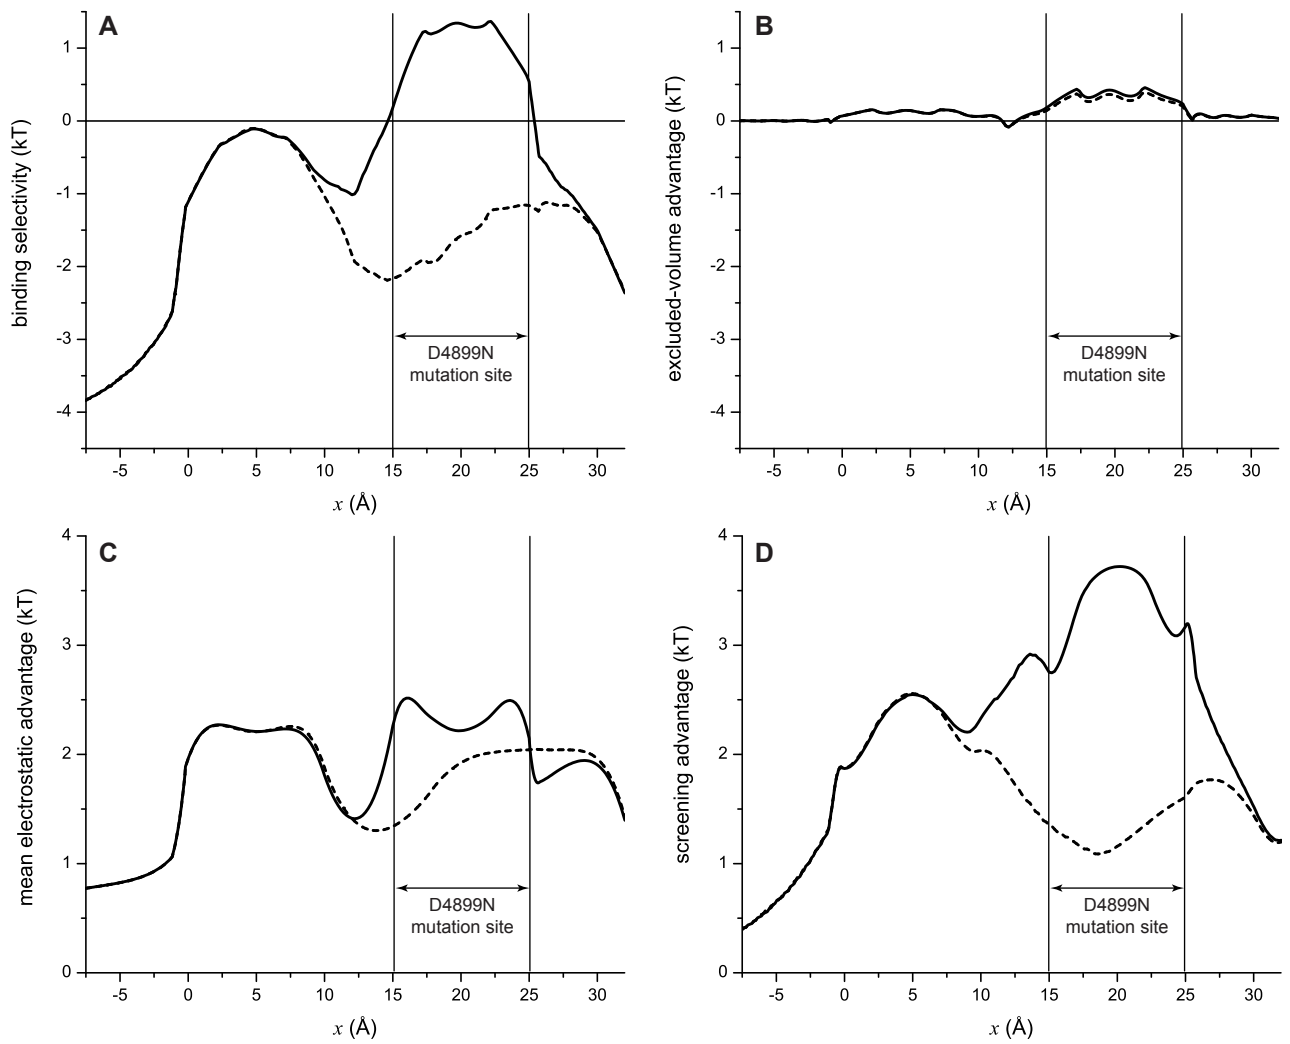 A
binding selectivity (kT)
1
0
-1
-2
-3
-4
D4899N
mutation site
-5 0 5 10 15 20 25 30
x (Å)
B
excluded-volume advantage (kT)
1
0
-1
-2
-3
-4
D4899N
mutation site
-5 0 5 10 15 20 25 30
x (Å)
C
mean electrostatic advantage (kT)
4
3
2
1
0
D4899N
mutation site
-5 0 5 10 15 20 25 30
x (Å)
D
screening advantage (kT)
4
3
2
1
0
D4899N
mutation site
-5 0 5 10 15 20 25 30
x (Å)